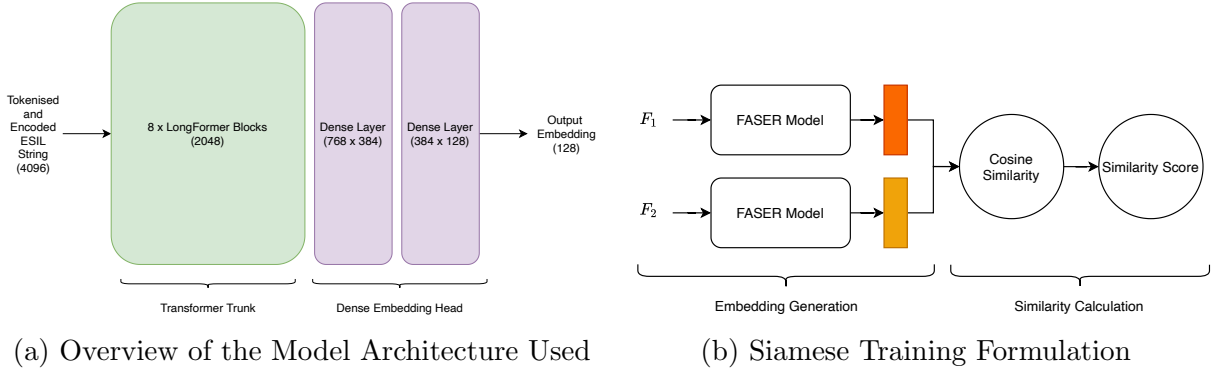 Tokenised
and
Encoded
ESIL
String
(4096)
8 x LongFormer Blocks
(2048)
Dense Layer
(768 x 384)
Dense Layer
(384 x 128)
Output
Embedding
(128)
Transformer Trunk
Dense Embedding Head
(a) Overview of the Model Architecture Used
F1
FASER Model
F2
FASER Model
Cosine
Similarity
Similarity Score
Embedding Generation
Similarity Calculation
(b) Siamese Training Formulation